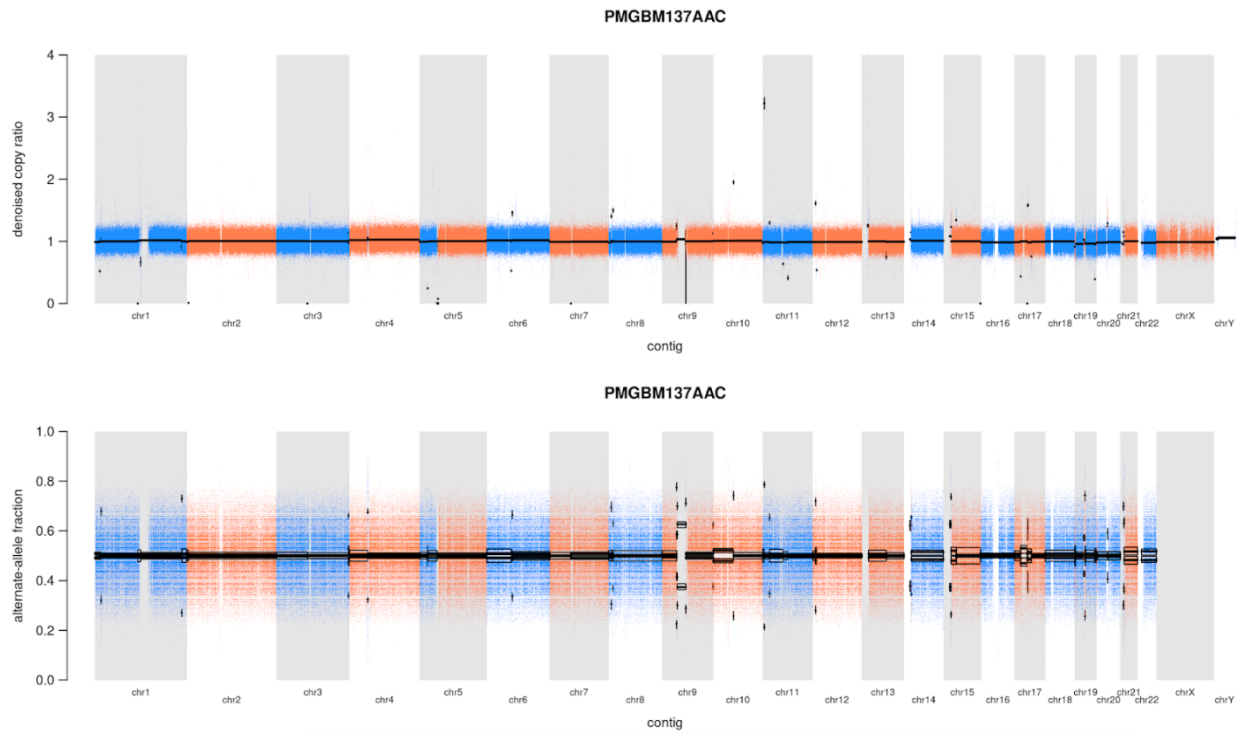 PMGBM137AAC
denoised copy ratio
4
3
2
1
0
chr1 chr2 chr3 chr4 chr5 chr6 chr7 chr8 chr9 chr10 chr11 chr12 chr13 chr14 chr15 chr16 chr17 chr18 chr19 chr20 chr21 chr22 chrX chrY
contig
PMGBM137AAC
alternate-allele fraction
1.0
0.8
0.6
0.4
0.2
0.0
chr1 chr2 chr3 chr4 chr5 chr6 chr7 chr8 chr9 chr10 chr11 chr12 chr13 chr14 chr15 chr16 chr17 chr18 chr19 chr20 chr21 chr22 chrX chrY
contig